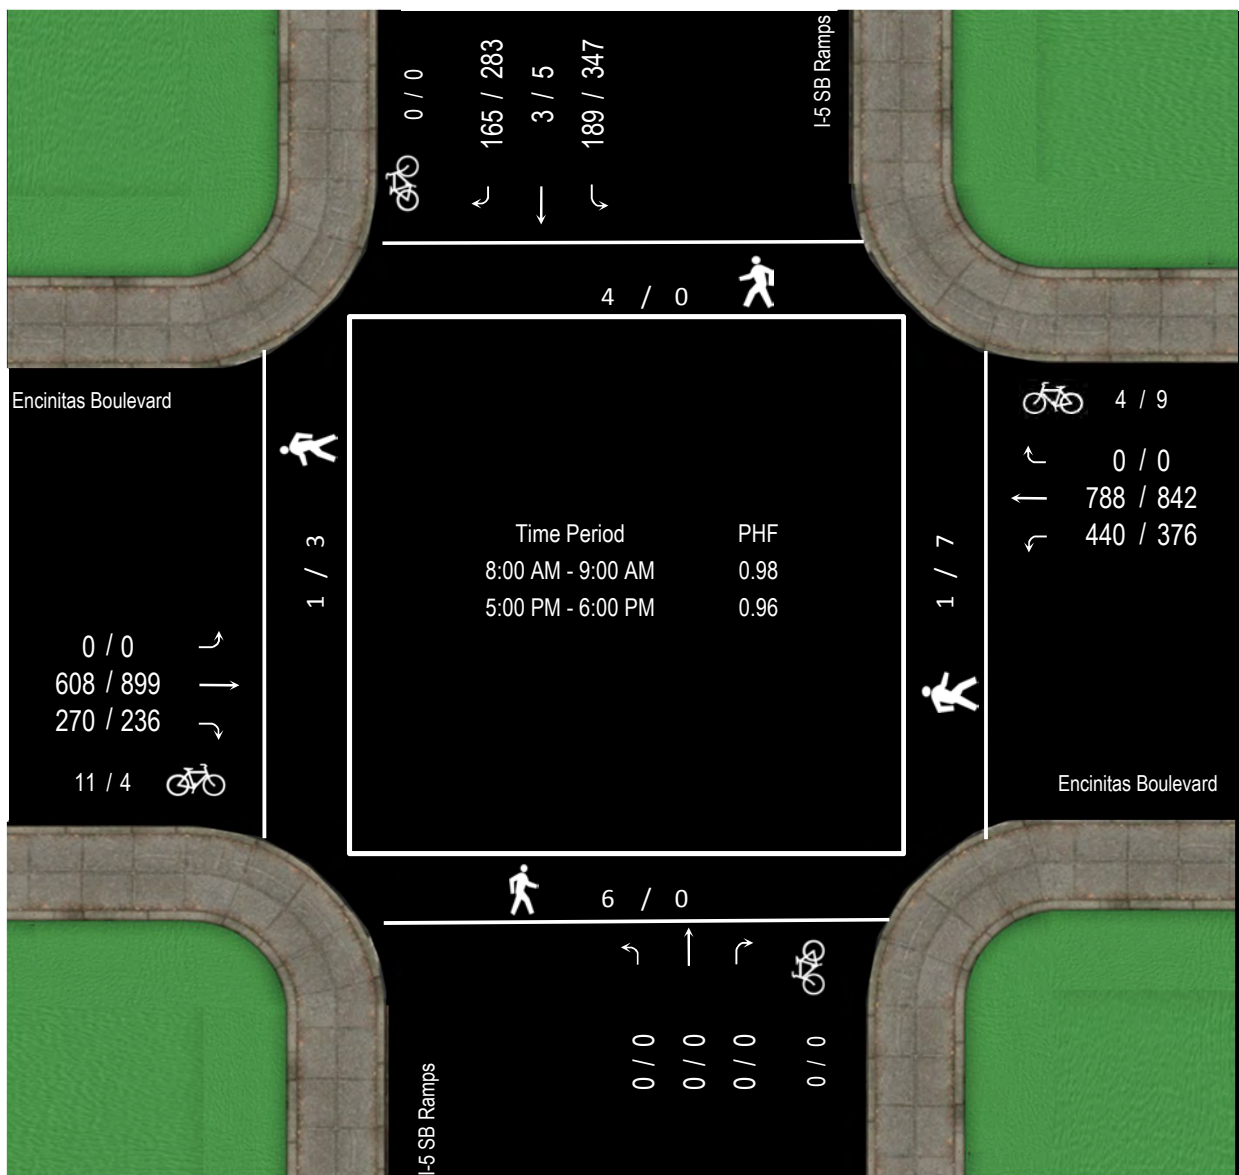 0 / 0
165 / 283
3 / 5
189 / 347
I-5 SB Ramps
4 / 0
Encinitas Boulevard
4 / 9
0 / 0
788 / 842
440 / 376
1 / 3
Time Period PHF
8:00 AM - 9:00 AM 0.98
5:00 PM - 6:00 PM 0.96
1 / 7
0 / 0
608 / 899
270 / 236
11 / 4
Encinitas Boulevard
6 / 0
0 / 0
0 / 0
0 / 0
0 / 0
I-5 SB Ramps